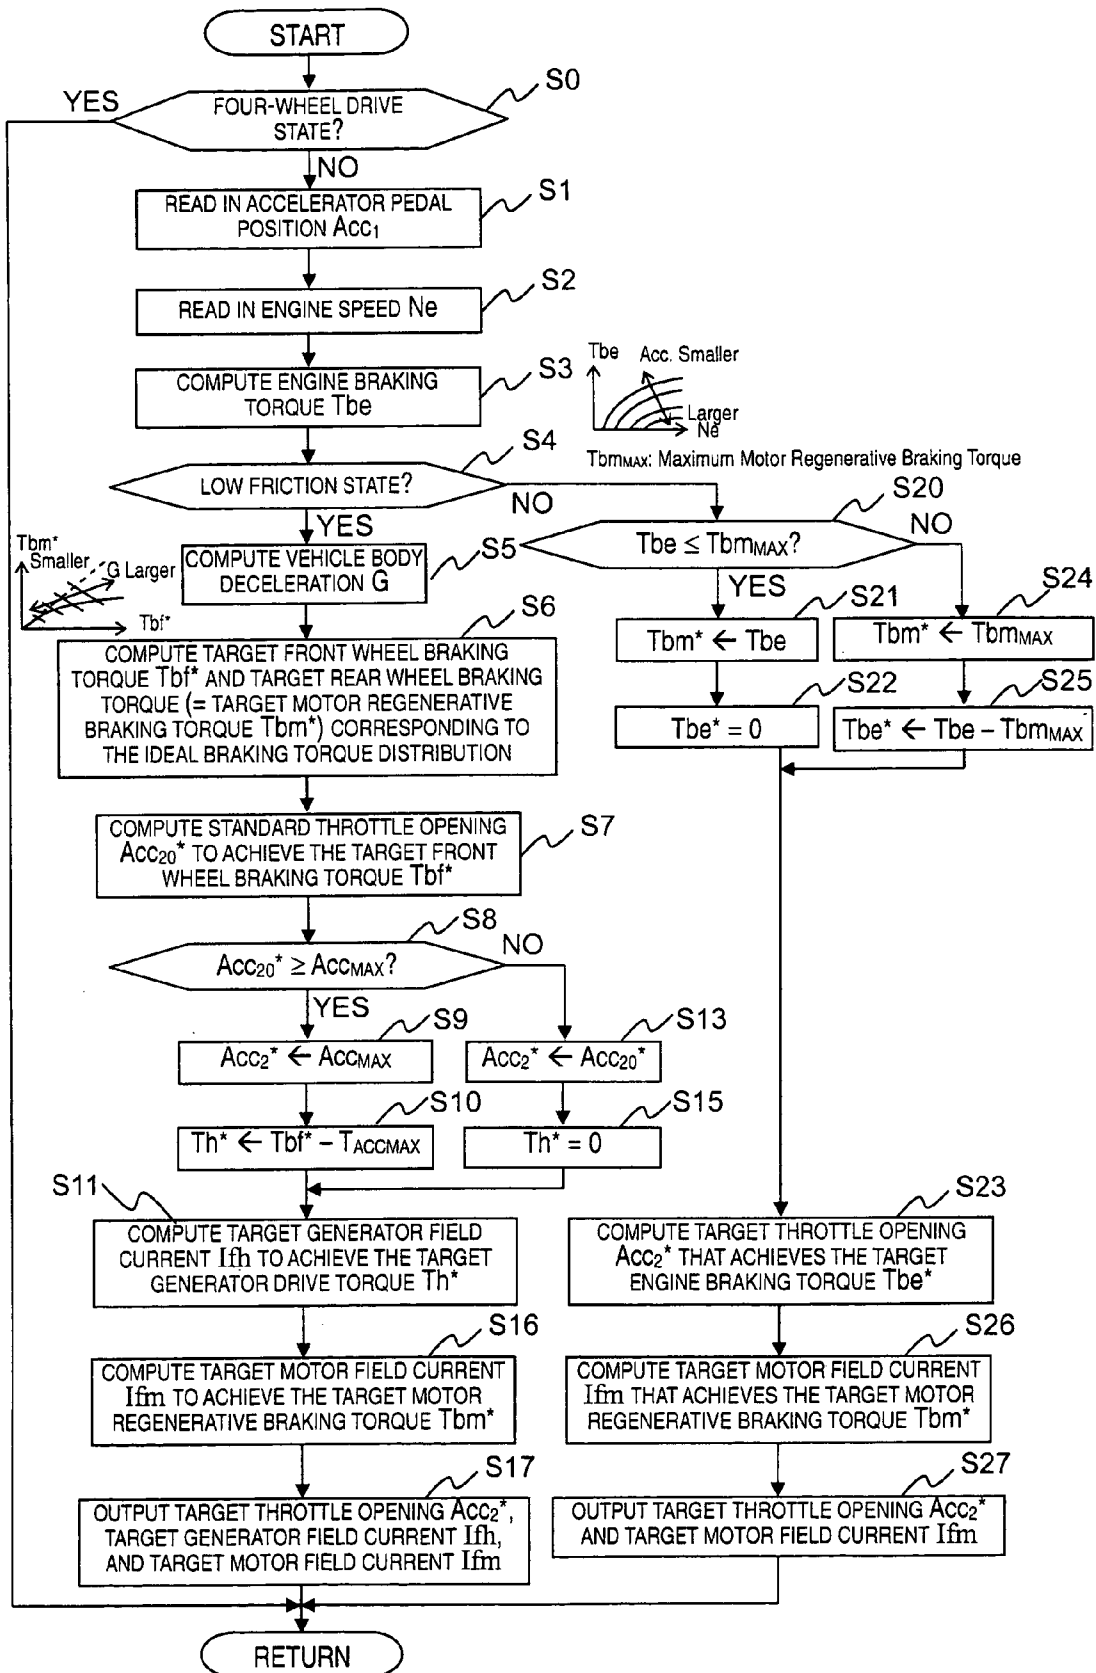 START
S0
YES
FOUR-WHEEL DRIVE
STATE?
NO
S1
READ IN ACCELERATOR PEDAL
POSITION Acc1
S2
READ IN ENGINE SPEED Ne
S3
COMPUTE ENGINE BRAKING
TORQUE Tbe
Tbe
Acc. Smaller
Larger
Ne
TbmMAX: Maximum Motor Regenerative Braking Torque
S4
LOW FRICTION STATE?
NO
YES
S20
Tbe ≤ TbmMAX?
NO
YES
Tbm*
Smaller
G Larger
Tbf*
S5
COMPUTE VEHICLE BODY
DECELERATION G
S21
Tbm* ← Tbe
S24
Tbm* ← TbmMAX
S22
Tbe* = 0
S25
Tbe* ← Tbe – TbmMAX
S6
COMPUTE TARGET FRONT WHEEL BRAKING
TORQUE Tbf* AND TARGET REAR WHEEL BRAKING
TORQUE (= TARGET MOTOR REGENERATIVE
BRAKING TORQUE Tbm*) CORRESPONDING TO
THE IDEAL BRAKING TORQUE DISTRIBUTION
S7
COMPUTE STANDARD THROTTLE OPENING
Acc20* TO ACHIEVE THE TARGET FRONT
WHEEL BRAKING TORQUE Tbf*
S8
Acc20* ≥ AccMAX?
NO
YES
S9
Acc2* ← AccMAX
S13
Acc2* ← Acc20*
S10
Th* ← Tbf* – TACCMAX
S15
Th* = 0
S11
COMPUTE TARGET GENERATOR FIELD
CURRENT Ifh TO ACHIEVE THE TARGET
GENERATOR DRIVE TORQUE Th*
S23
COMPUTE TARGET THROTTLE OPENING
Acc2* THAT ACHIEVES THE TARGET
ENGINE BRAKING TORQUE Tbe*
S16
COMPUTE TARGET MOTOR FIELD CURRENT
Ifm TO ACHIEVE THE TARGET MOTOR
REGENERATIVE BRAKING TORQUE Tbm*
S26
COMPUTE TARGET MOTOR FIELD CURRENT
Ifm THAT ACHIEVES THE TARGET MOTOR
REGENERATIVE BRAKING TORQUE Tbm*
S17
OUTPUT TARGET THROTTLE OPENING Acc2*,
TARGET GENERATOR FIELD CURRENT Ifh,
AND TARGET MOTOR FIELD CURRENT Ifm
S27
OUTPUT TARGET THROTTLE OPENING Acc2*
AND TARGET MOTOR FIELD CURRENT Ifm
RETURN